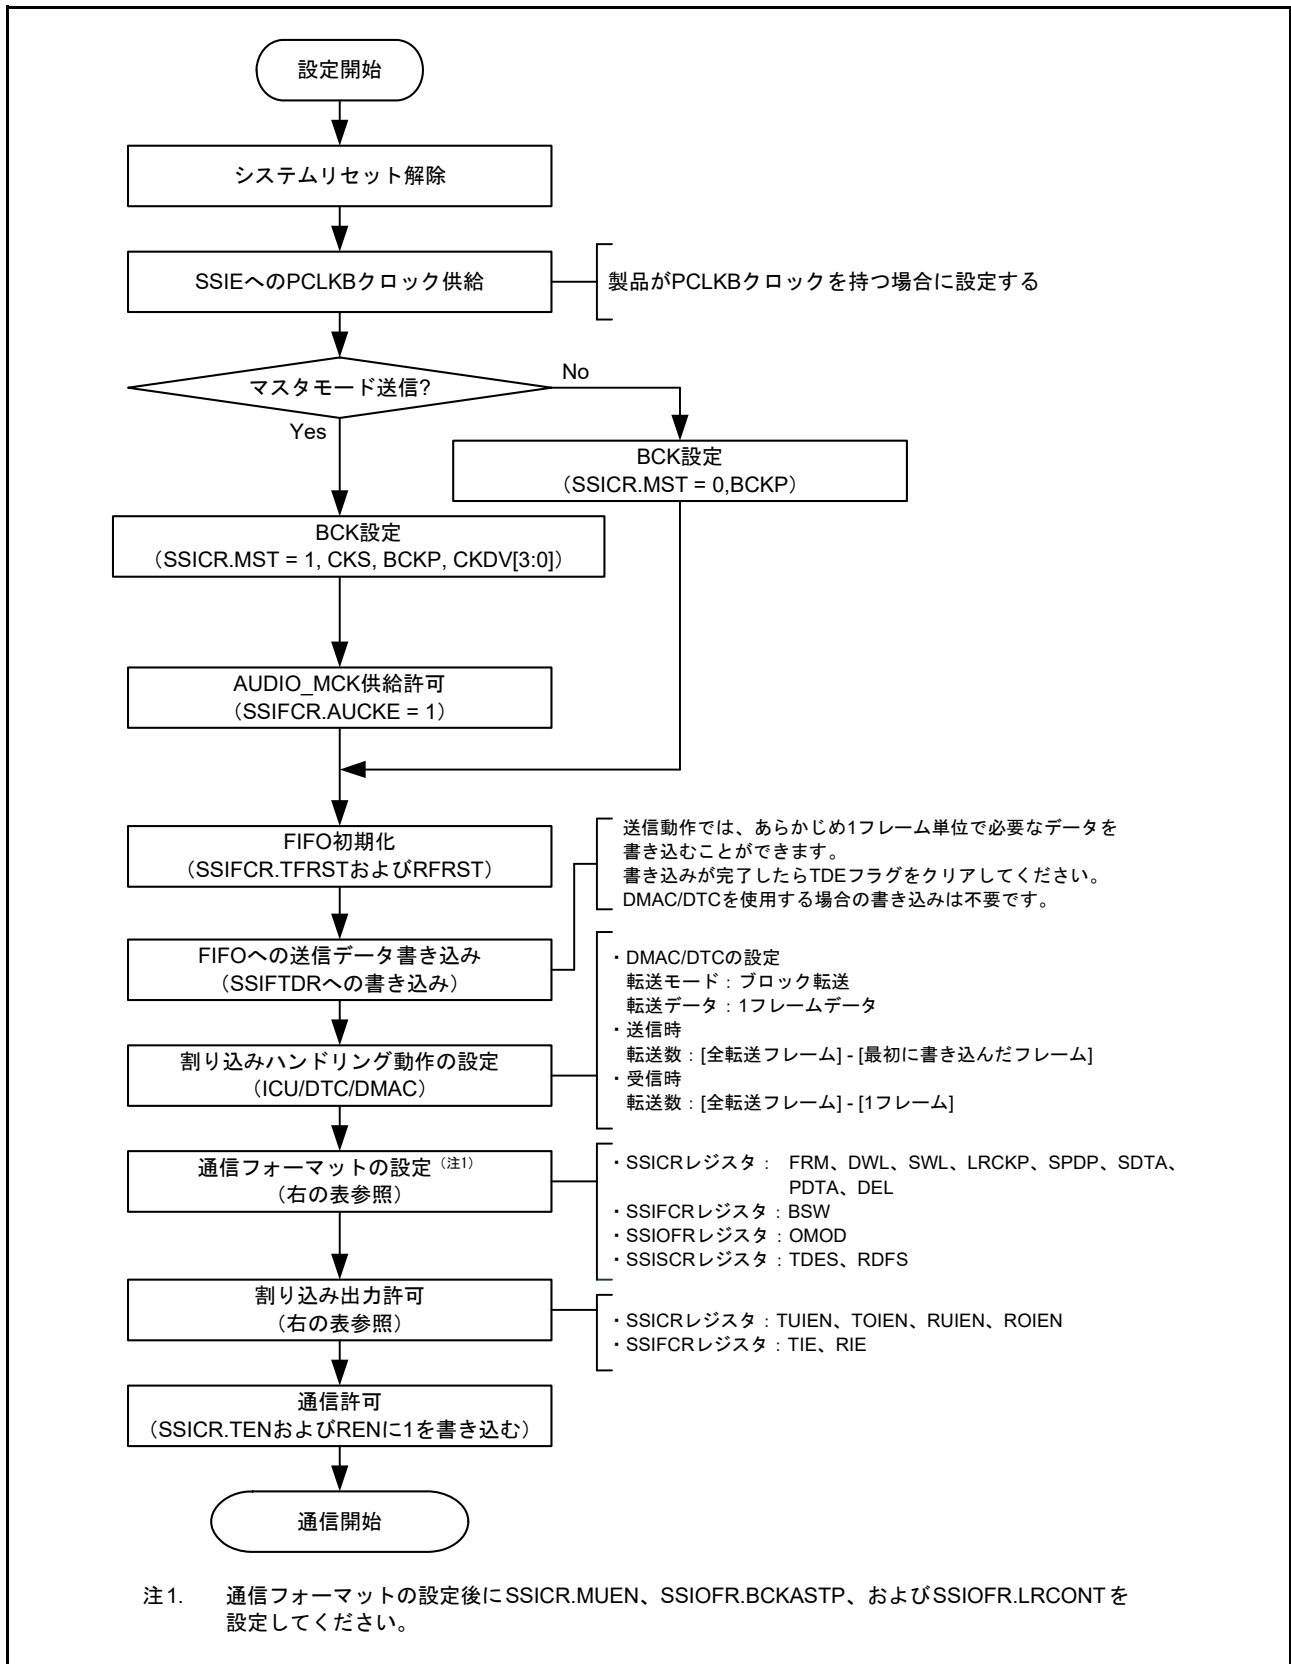 設定開始
システムリセット解除
SSIEへのPCLKBクロック供給
製品がPCLKBクロックを持つ場合に設定する
マスタモード送信?
No
Yes
BCK設定
（SSICR.MST = 0,BCKP）
BCK設定
（SSICR.MST = 1, CKS, BCKP, CKDV[3:0]）
AUDIO_MCK供給許可
（SSIFCR.AUCKE = 1）
FIFO初期化
（SSIFCR.TFRSTおよびRFRST）
送信動作では、あらかじめ1フレーム単位で必要なデータを
書き込むことができます。
書き込みが完了したらTDEフラグをクリアしてください。
DMAC/DTCを使用する場合の書き込みは不要です。
FIFOへの送信データ書き込み
（SSIFTDRへの書き込み）
・DMAC/DTCの設定
転送モード：ブロック転送
転送データ：1フレームデータ
・送信時
転送数：[全転送フレーム] - [最初に書き込んだフレーム]
・受信時
転送数：[全転送フレーム] - [1フレーム]
割り込みハンドリング動作の設定
（ICU/DTC/DMAC）
通信フォーマットの設定（注1）
（右の表参照）
・SSICRレジスタ： FRM、DWL、SWL、LRCKP、SPDP、SDTA、
PDTA、DEL
・SSIFCRレジスタ：BSW
・SSIOFRレジスタ：OMOD
・SSISCRレジスタ：TDES、RDFS
割り込み出力許可
（右の表参照）
・SSICRレジスタ：TUIEN、TOIEN、RUIEN、ROIEN
・SSIFCRレジスタ：TIE、RIE
通信許可
（SSICR.TENおよびRENに1を書き込む）
通信開始
注1. 通信フォーマットの設定後にSSICR.MUEN、SSIOFR.BCKASTP、およびSSIOFR.LRCONTを
設定してください。